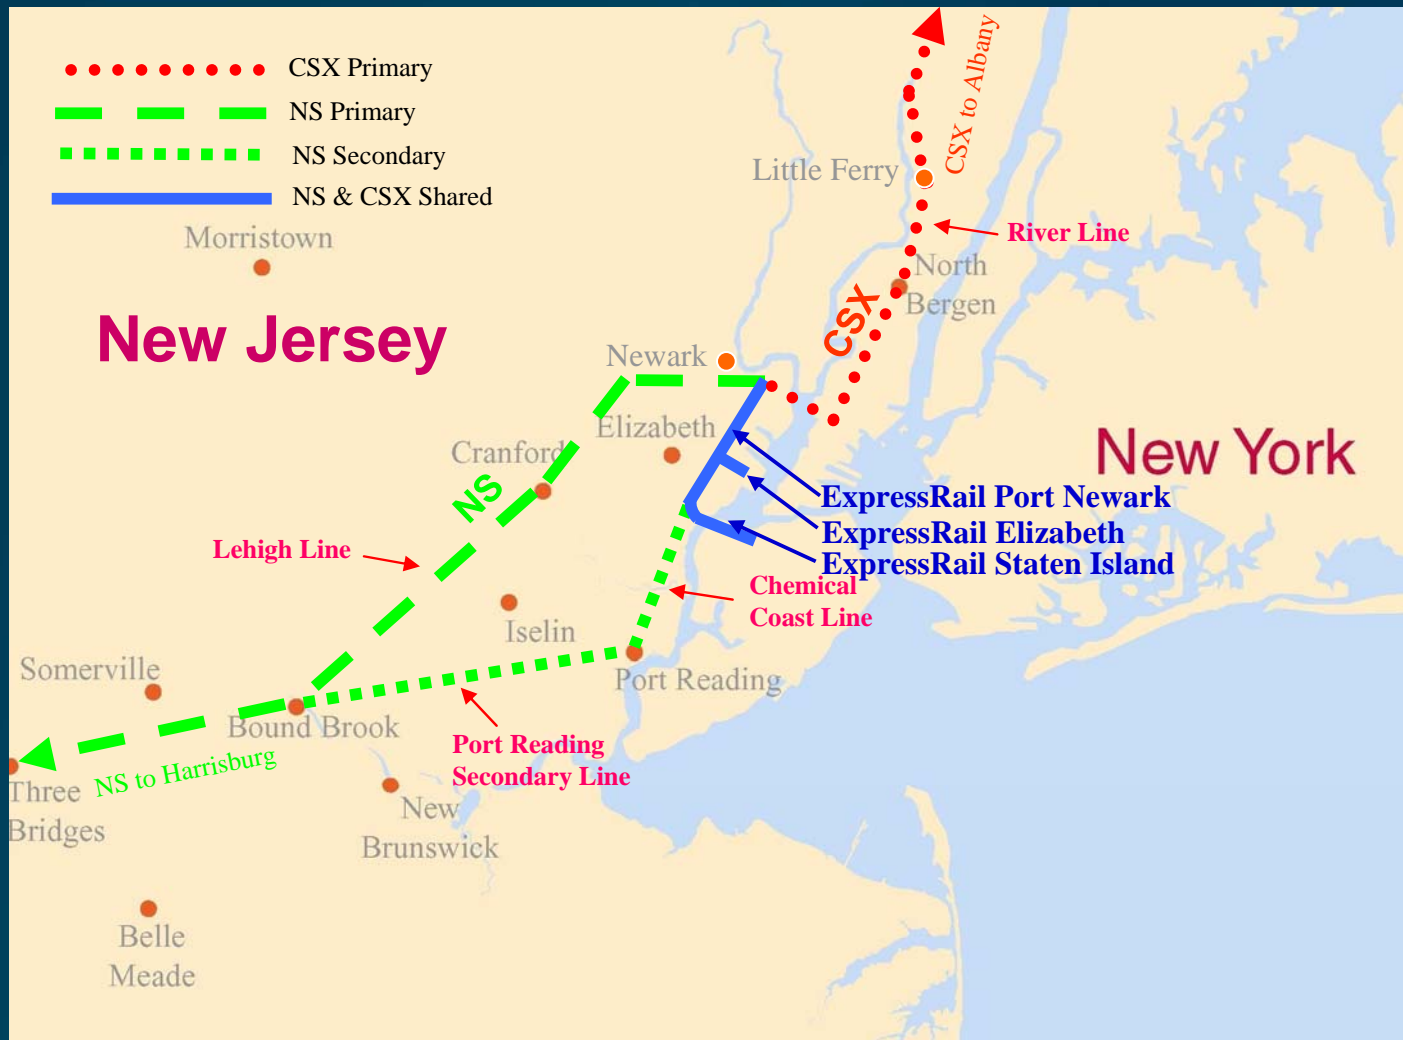 CSX Primary
NS Primary
NS Secondary
NS & CSX Shared
CSX to Albany
Little Ferry
River Line
Morristown
North
Bergen
New Jersey
CSX
Newark
Elizabeth
Cranford
New York
NS
ExpressRail Port Newark
ExpressRail Elizabeth
ExpressRail Staten Island
Lehigh Line
Chemical
Coast Line
Iselin
Somerville
Port Reading
Bound Brook
Port Reading
Secondary Line
NS to Harrisburg
Three
Bridges
New
Brunswick
Belle
Meade